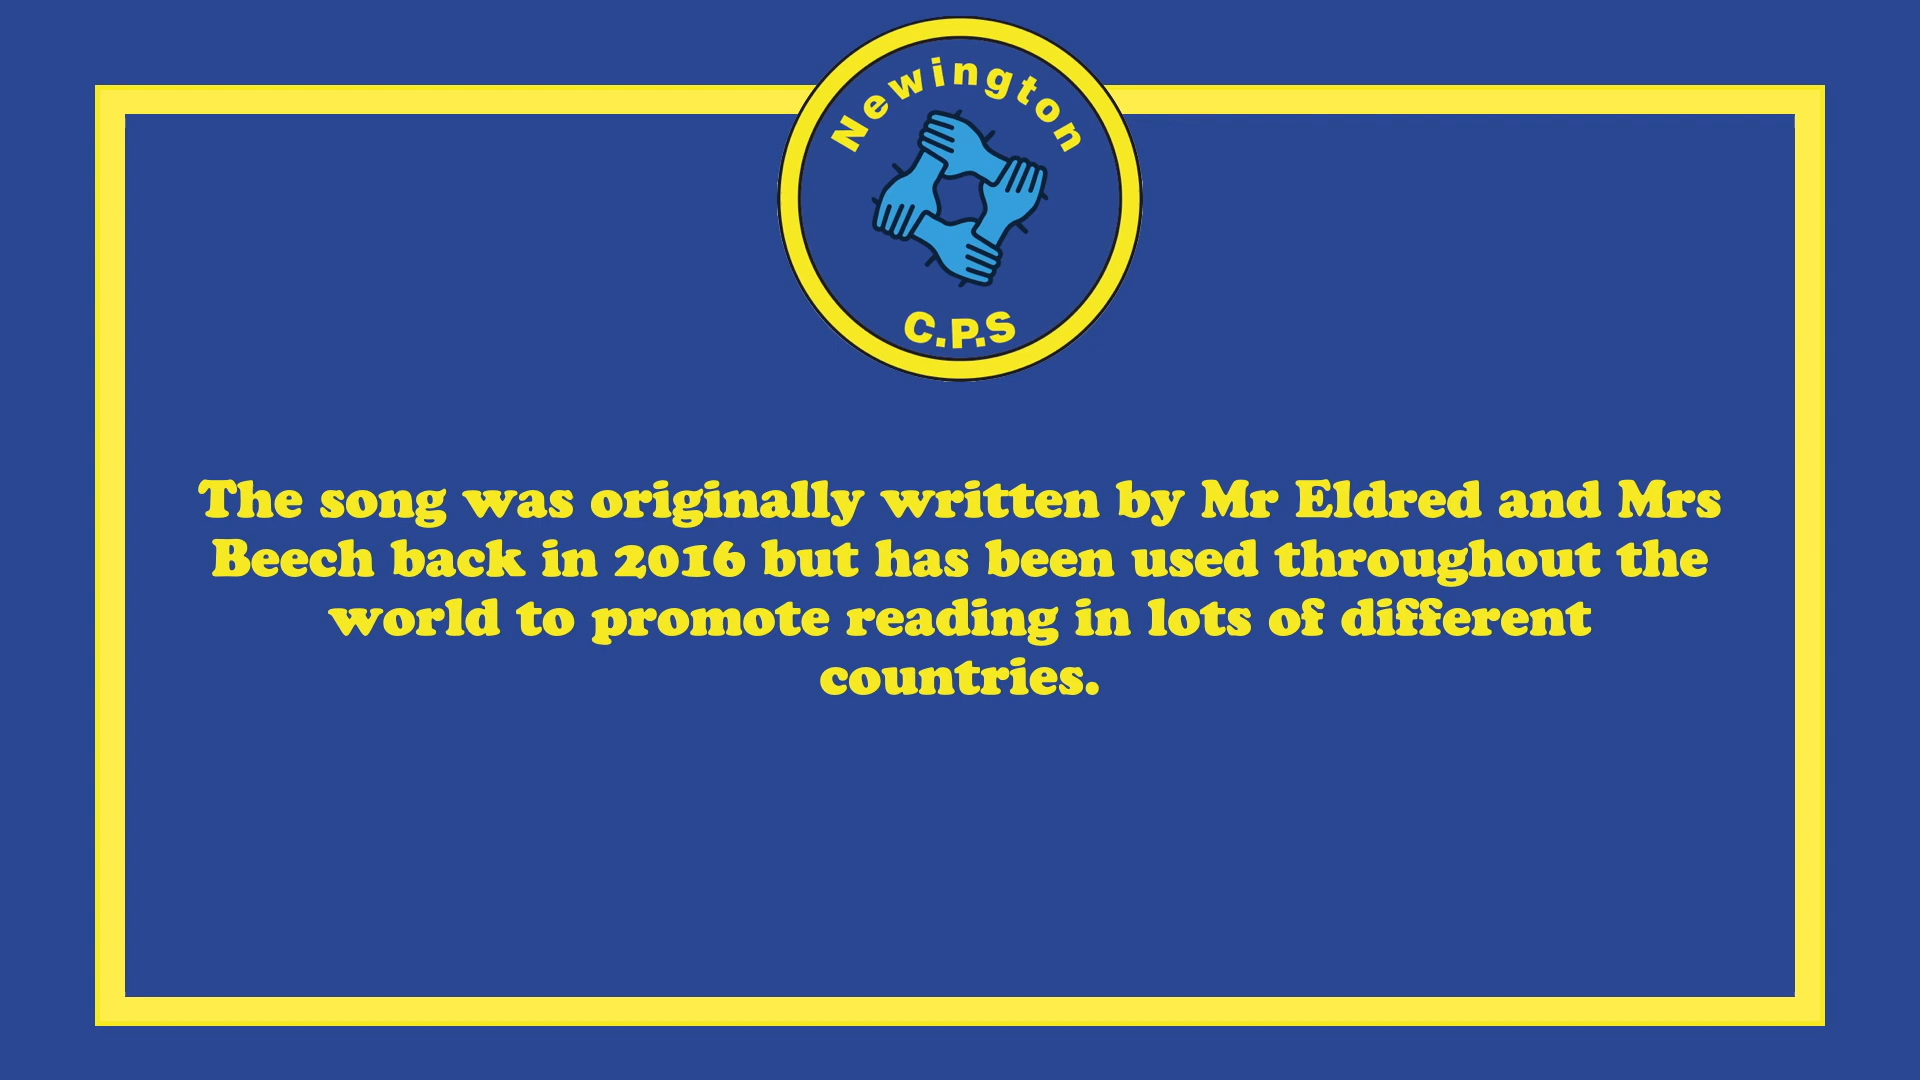 Newington
C.P.S
The song was originally written by Mr Eldred and Mrs
Beech back in 2016 but has been used throughout the
world to promote reading in lots of different
countries.